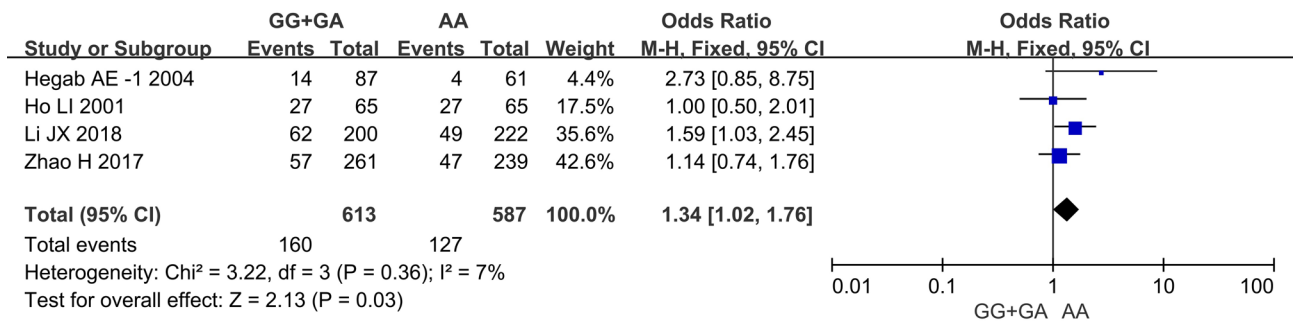 GG+GA AA Odds Ratio Odds Ratio
Study or Subgroup Events Total Events Total Weight M-H, Fixed, 95% CI M-H, Fixed, 95% CI
Hegab AE -1 2004 14 87 4 61 4.4% 2.73 [0.85, 8.75]
Ho LI 2001 27 65 27 65 17.5% 1.00 [0.50, 2.01]
Li JX 2018 62 200 49 222 35.6% 1.59 [1.03, 2.45]
Zhao H 2017 57 261 47 239 42.6% 1.14 [0.74, 1.76]
Total (95% CI) 613 587 100.0% 1.34 [1.02, 1.76]
Total events 160 127
Heterogeneity: Chi² = 3.22, df = 3 (P = 0.36); I² = 7%
Test for overall effect: Z = 2.13 (P = 0.03)
0.01 0.1 1 10 100
GG+GA AA